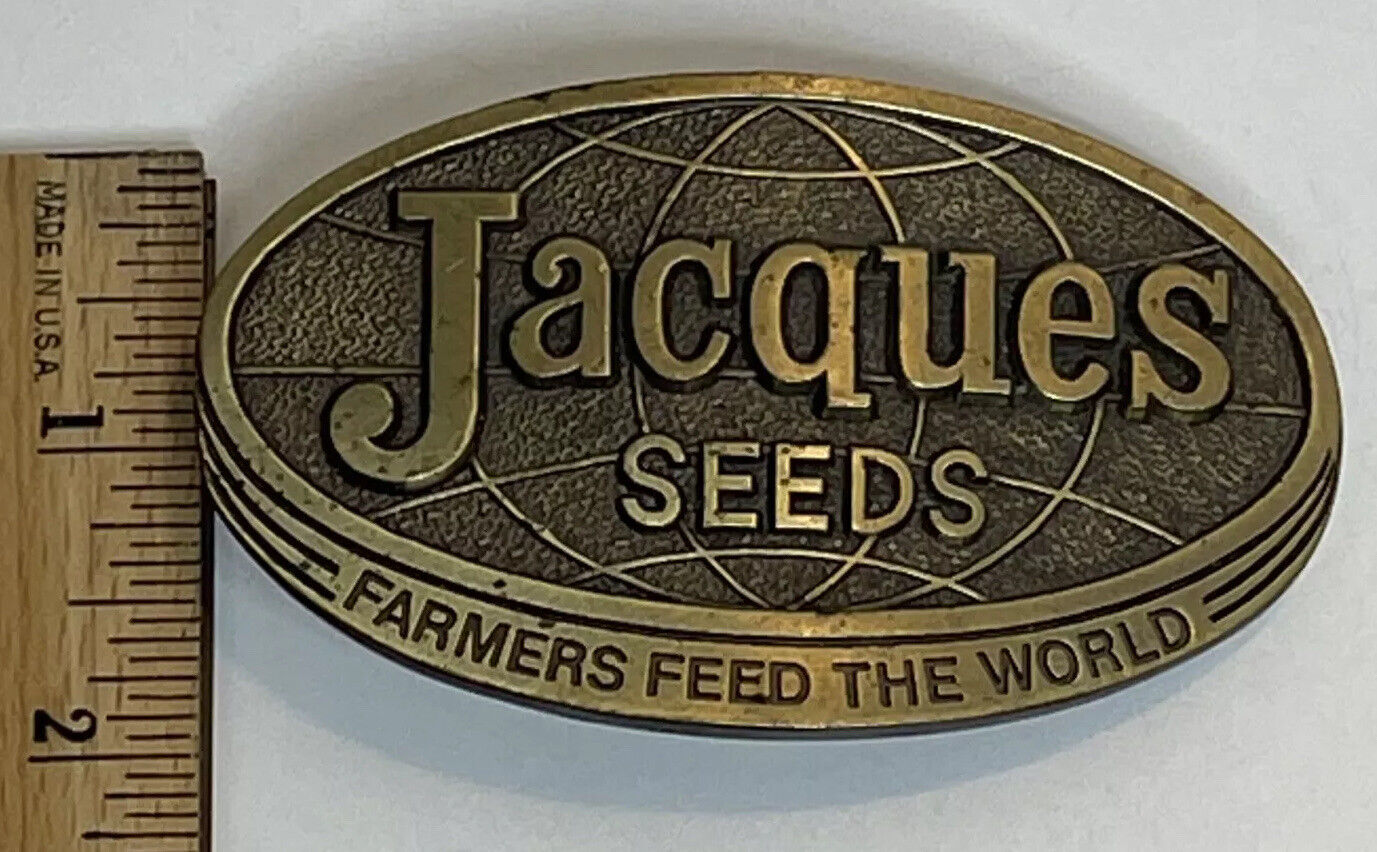 MADE IN U.S.A.
1
2
Jacques
SEEDS
FARMERS FEED THE WORLD